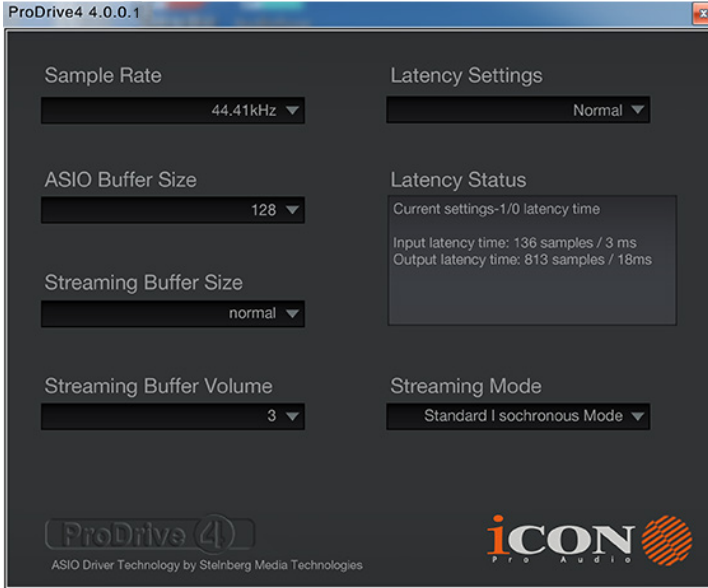 ProDrive4 4.0.0.1
Sample Rate
44.41kHz
Latency Settings
Normal
ASIO Buffer Size
128
Latency Status
Current settings-1/0 latency time
Input latency time: 136 samples / 3 ms
Output latency time: 813 samples / 18ms
Streaming Buffer Size
normal
Streaming Buffer Volume
3
Streaming Mode
Standard I sochronous Mode
ProDrive 4
ASIO Driver Technology by Stelnberg Media Technologies
iCON
Pro Audio